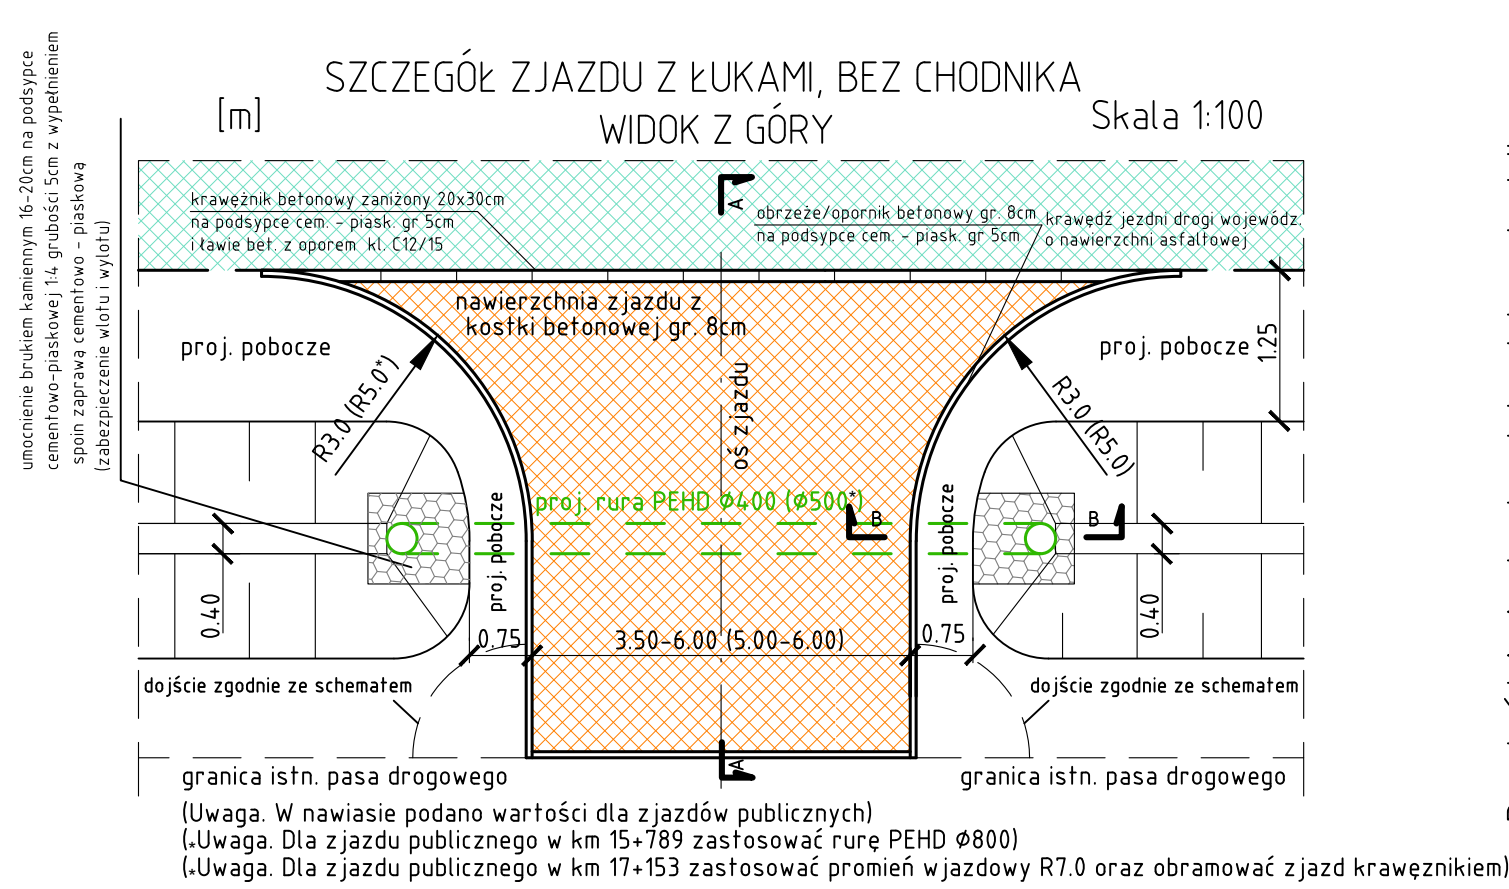 SZCZEGÓŁ ZJAZDU Z ŁUKAMI, BEZ CHODNIKA
WIDOK Z GÓRY
[m]
Skala 1:100
umocnienie brukiem kamiennym 16-20cm na podsypce
cementowo-piaskowej 1:4 grubości 5cm z wypełnieniem
spoin zaprawą cementowo - piaskową
(zabezpieczenie wlotu i wylotu)
krawężnik betonowy zaniżony 20x30cm
na podsypce cem. - piask. gr 5cm
i ławie bet. z oporem kl. C12/15
A
obrzeże/opornik betonowy gr. 8cm
na podsypce cem. - piask. gr 5cm
krawędź jezdni drogi wojewódz.
o nawierzchni asfaltowej
nawierzchnia zjazdu z
kostki betonowej gr. 8cm
proj. pobocze
proj. pobocze
1.25
R3.0 (R5.0*)
R3.0 (R5.0)
oś zjazdu
proj. rura PEHD Ø400 (Ø500*)
proj. pobocze
proj. pobocze
B
B
0.40
0.40
0.75
3.50-6.00 (5.00-6.00)
0.75
dojście zgodnie ze schematem
dojście zgodnie ze schematem
A
granica istn. pasa drogowego
granica istn. pasa drogowego
(Uwaga. W nawiasie podano wartości dla zjazdów publicznych)
(*Uwaga. Dla zjazdu publicznego w km 15+789 zastosować rurę PEHD Ø800)
(*Uwaga. Dla zjazdu publicznego w km 17+153 zastosować promień wjazdowy R7.0 oraz obramować zjazd krawęznikiem)